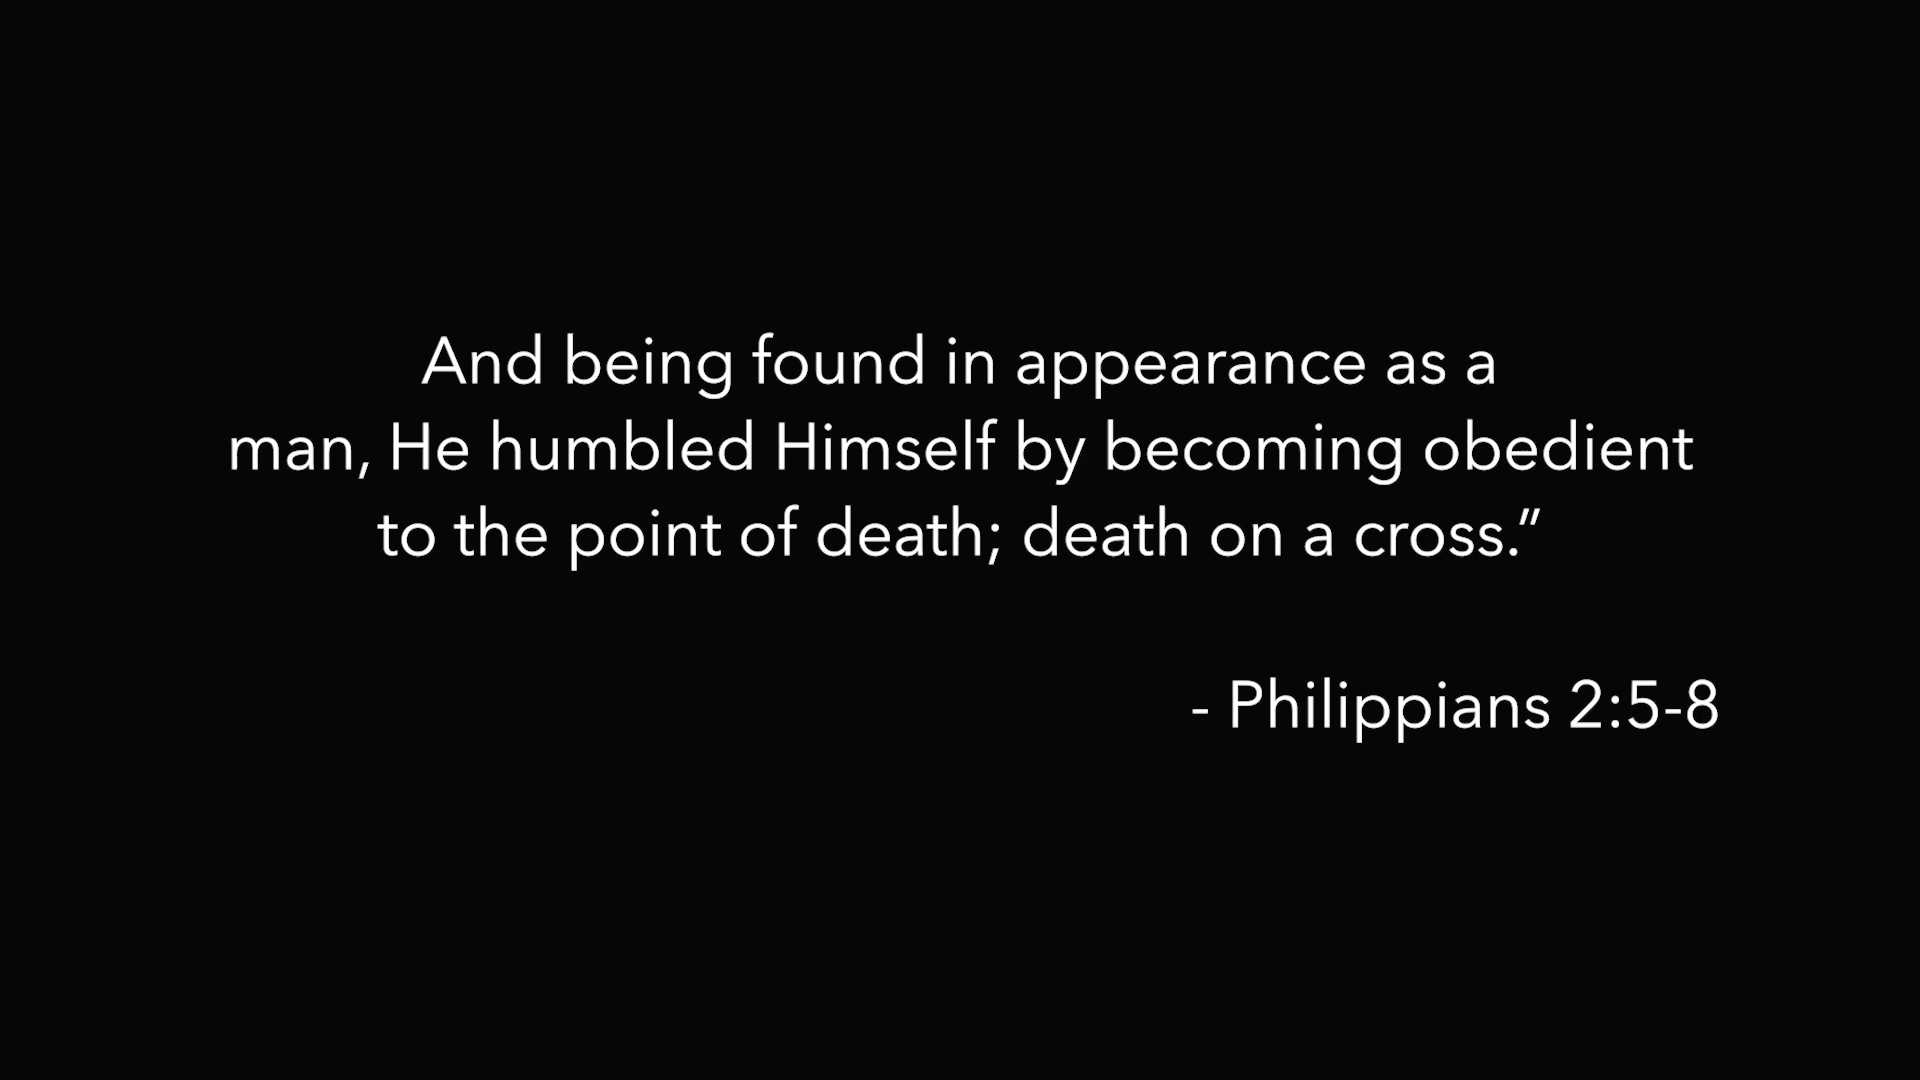 And being found in appearance as a
man, He humbled Himself by becoming obedient
to the point of death; death on a cross.”
- Philippians 2:5-8